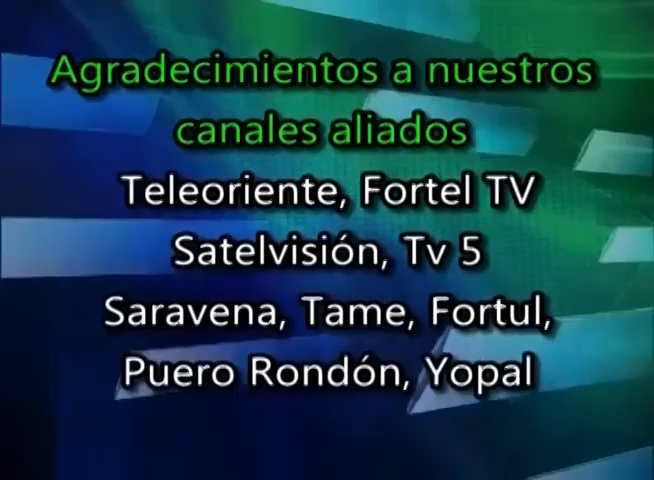 Agradecimientos a nuestros
canales aliados
Teleoriente, Fortel TV
Satelvisión, Tv 5
Saravena, Tame, Fortul,
Puero Rondón, Yopal